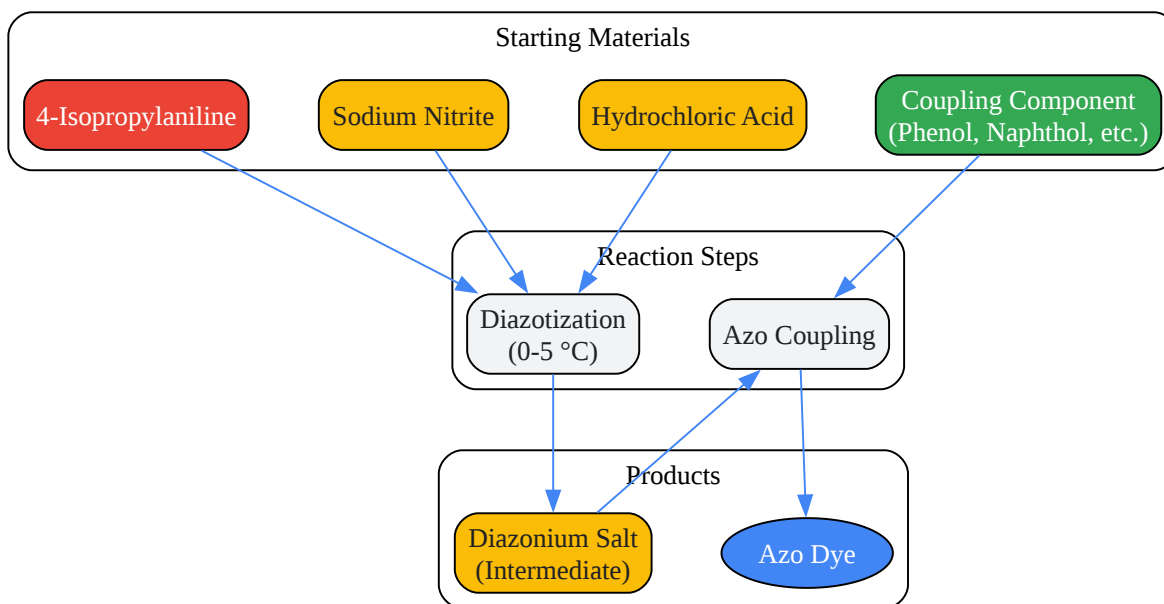 Starting Materials
4-Isopropylaniline
Sodium Nitrite
Hydrochloric Acid
Coupling Component
(Phenol, Naphthol, etc.)
Reaction Steps
Diazotization
(0-5 °C)
Azo Coupling
Products
Diazonium Salt
(Intermediate)
Azo Dye